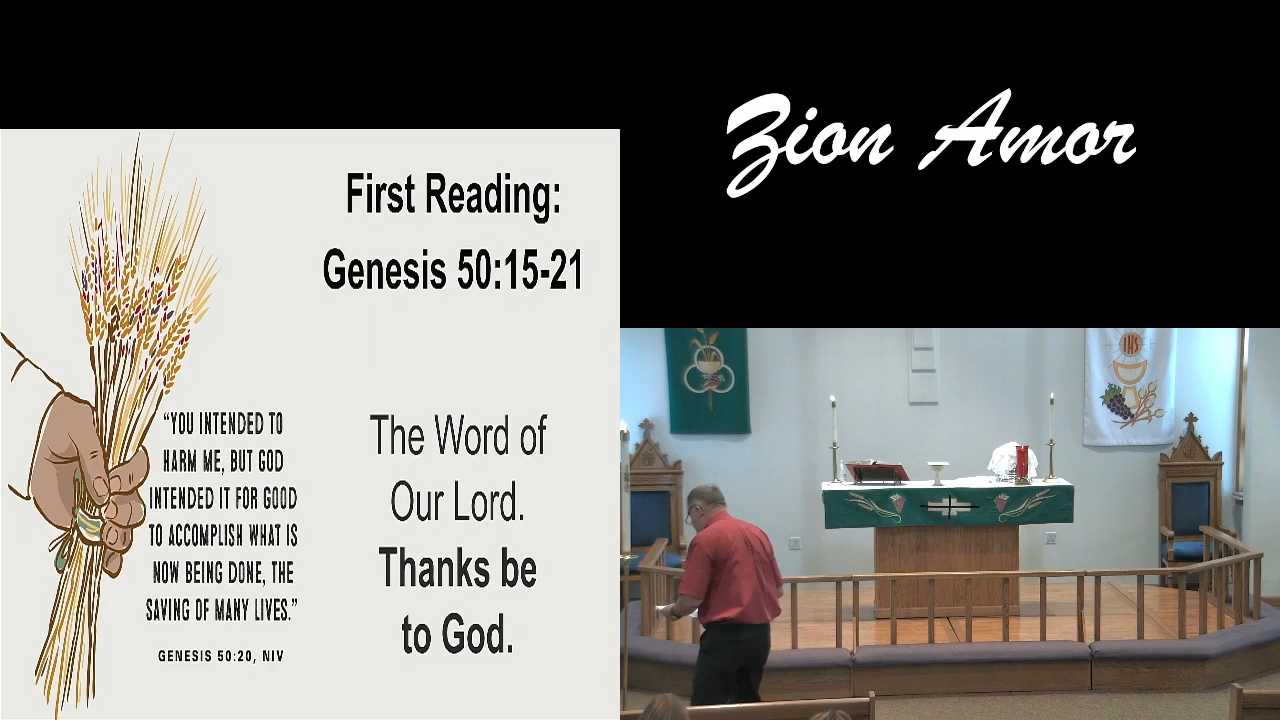 Zion Amor
First Reading:
Genesis 50:15-21
“YOU INTENDED TO
HARM ME, BUT GOD
INTENDED IT FOR GOOD
TO ACCOMPLISH WHAT IS
NOW BEING DONE, THE
SAVING OF MANY LIVES.”
GENESIS 50:20, NIV
The Word of
Our Lord.
Thanks be
to God.
IHS